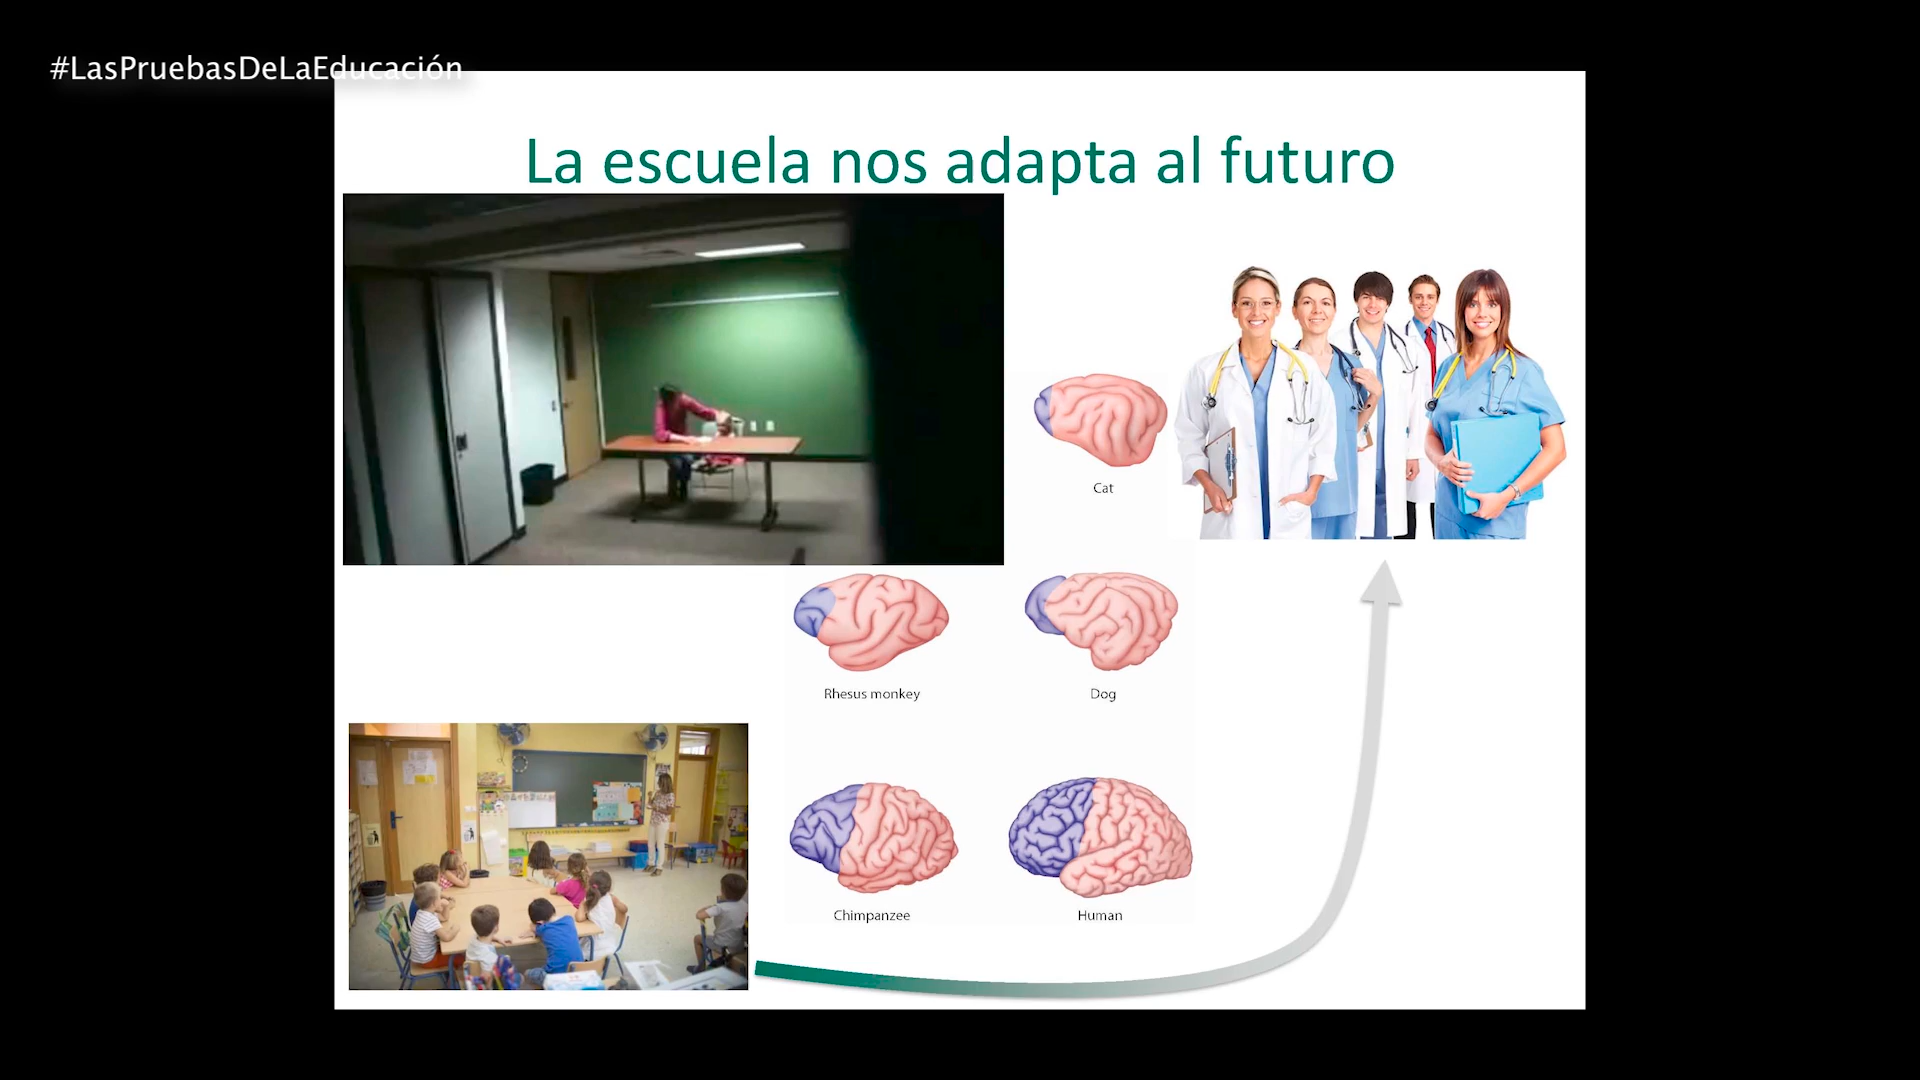 #LasPruebasDeLaEducación
La escuela nos adapta al futuro
Cat
Rhesus monkey
Dog
Chimpanzee
Human